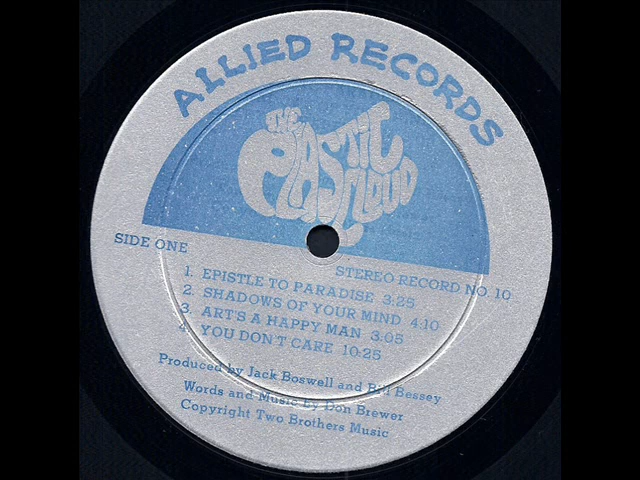 ALLIED RECORDS
THE
PLASTIC
CLOUD
SIDE ONE
STEREO RECORD NO. 10
1. EPISTLE TO PARADISE 3:25
2. SHADOWS OF YOUR MIND 4:10
3. ART'S A HAPPY MAN 3:05
4. YOU DON'T CARE 10:25
Produced by Jack Boswell and Bill Bessey
Words and Music by Don Brewer
Copyright Two Brothers Music